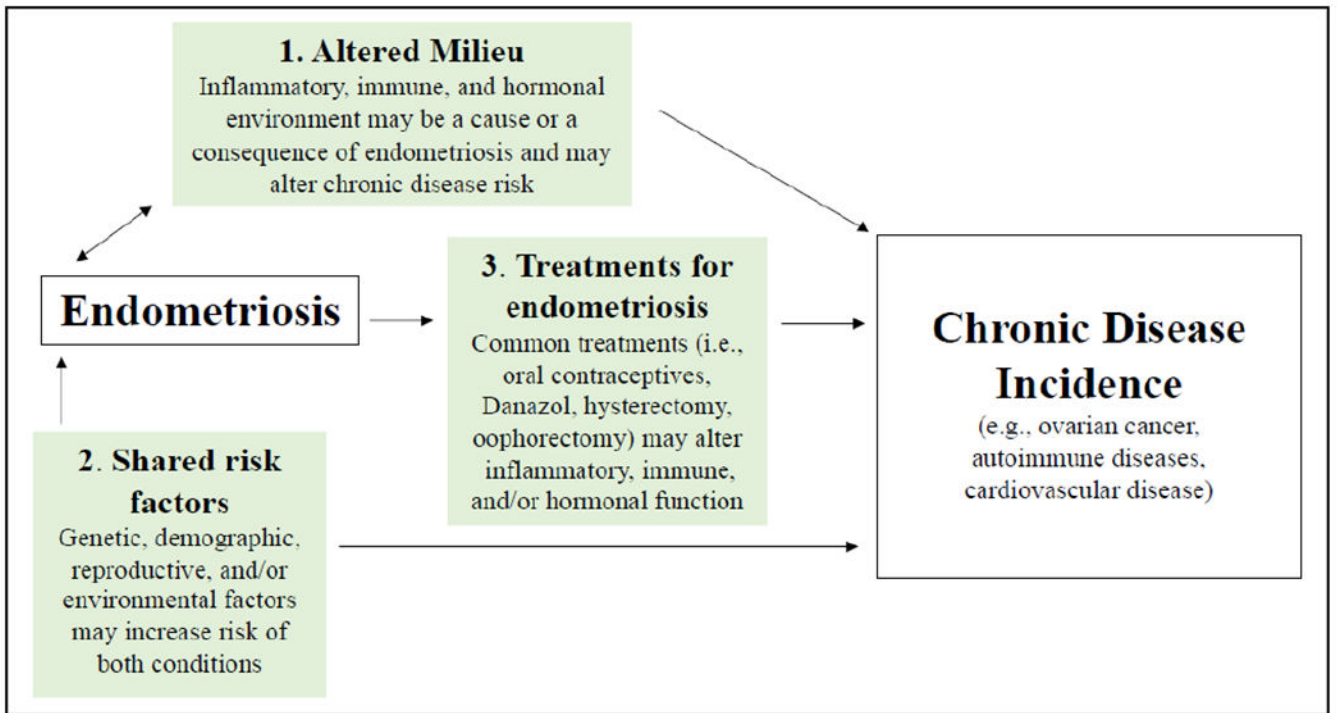 1. Altered Milieu
Inflammatory, immune, and hormonal
environment may be a cause or a
consequence of endometriosis and may
alter chronic disease risk
Endometriosis
3. Treatments for
endometriosis
Common treatments (i.e.,
oral contraceptives,
Danazol, hysterectomy,
oophorectomy) may alter
inflammatory, immune,
and/or hormonal function
Chronic Disease
Incidence
(e.g., ovarian cancer,
autoimmune diseases,
cardiovascular disease)
2. Shared risk
factors
Genetic, demographic,
reproductive, and/or
environmental factors
may increase risk of
both conditions